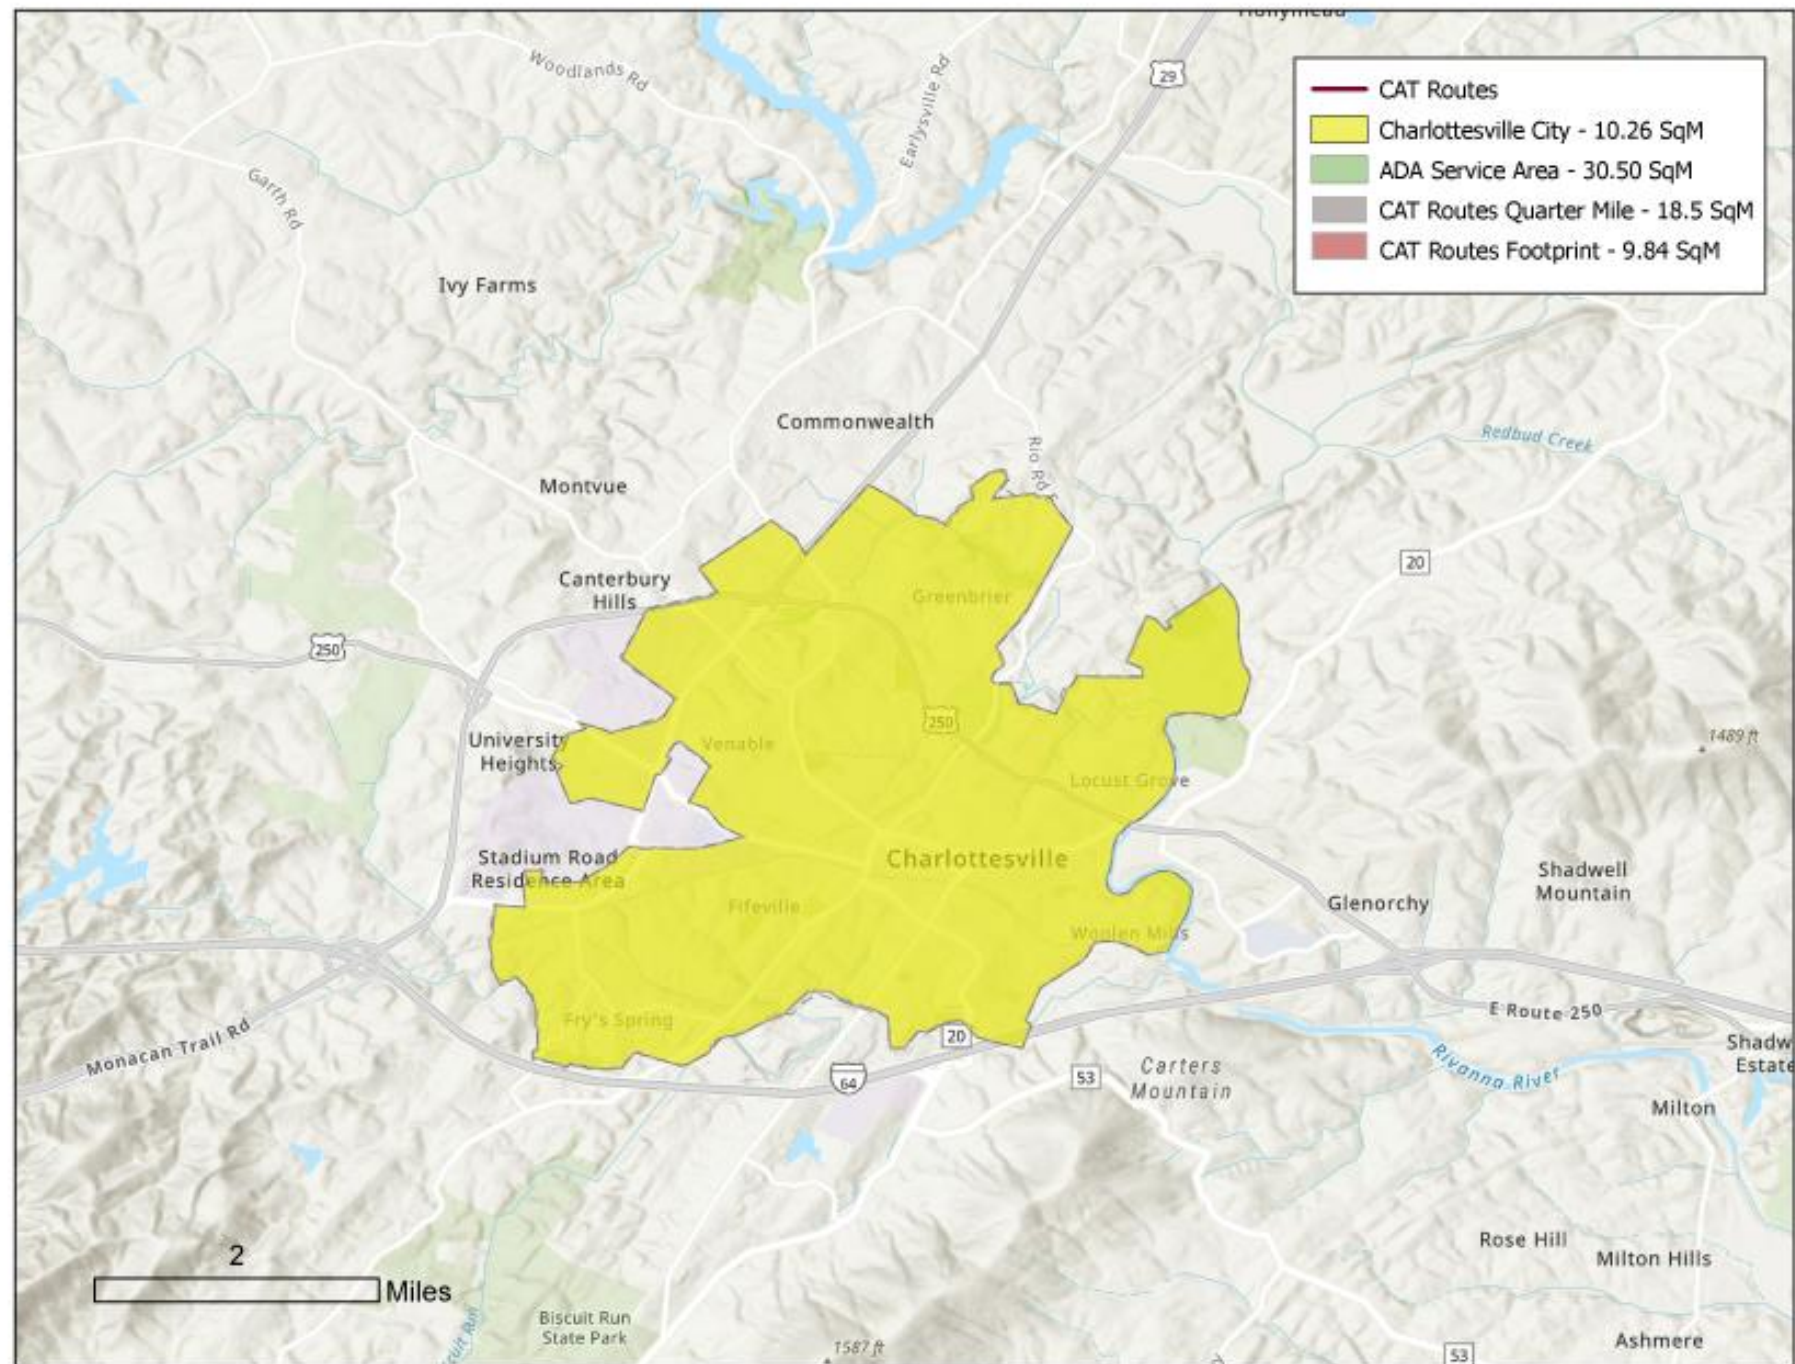 Woodlands Rd
Earlysville Rd
29
CAT Routes
Charlottesville City - 10.26 SqM
ADA Service Area - 30.50 SqM
CAT Routes Quarter Mile - 18.5 SqM
CAT Routes Footprint - 9.84 SqM
Garth Rd
Ivy Farms
Commonwealth
Rio Rd E
Redbud Creek
Montvue
Canterbury
Hills
Greenbrier
20
250
250
University
Heights
Venable
Locust Grove
1489 ft
Stadium Road
Residence Area
Charlottesville
Shadwell
Mountain
Glenorchy
Fifeville
Woolen Mills
Fry's Spring
Monacan Trail Rd
20
64
53
Carters
Mountain
E Route 250
Rivanna River
Shadw
Estate
Milton
Rose Hill
Milton Hills
2
Miles
Biscuit Run
State Park
cuit Run
1587 ft
53
Ashmere